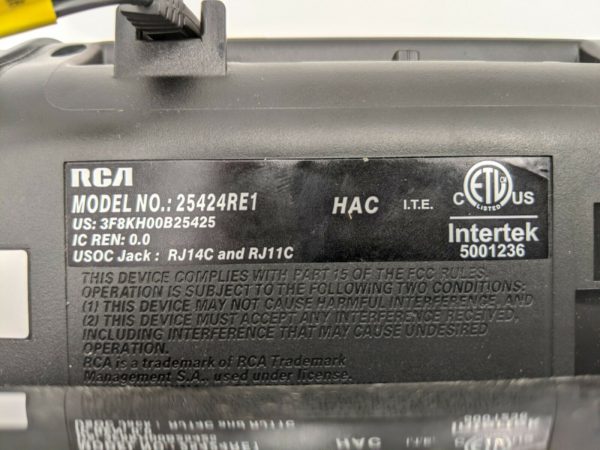 RCA
MODEL NO.: 25424RE1
US: 3F8KH00B25425
IC REN: 0.0
USOC Jack : RJ14C and RJ11C
HAC
I.T.E.
C ETL US
LISTED
Intertek
5001236
THIS DEVICE COMPLIES WITH PART 15 OF THE FCC RULES.
OPERATION IS SUBJECT TO THE FOLLOWING TWO CONDITIONS:
(1) THIS DEVICE MAY NOT CAUSE HARMFUL INTERFERENCE, AND
(2) THIS DEVICE MUST ACCEPT ANY INTERFERENCE RECEIVED,
INCLUDING INTERFERENCE THAT MAY CAUSE UNDESIRED
OPERATION.
RCA is a trademark of RCA Trademark
Management S.A., used under license.